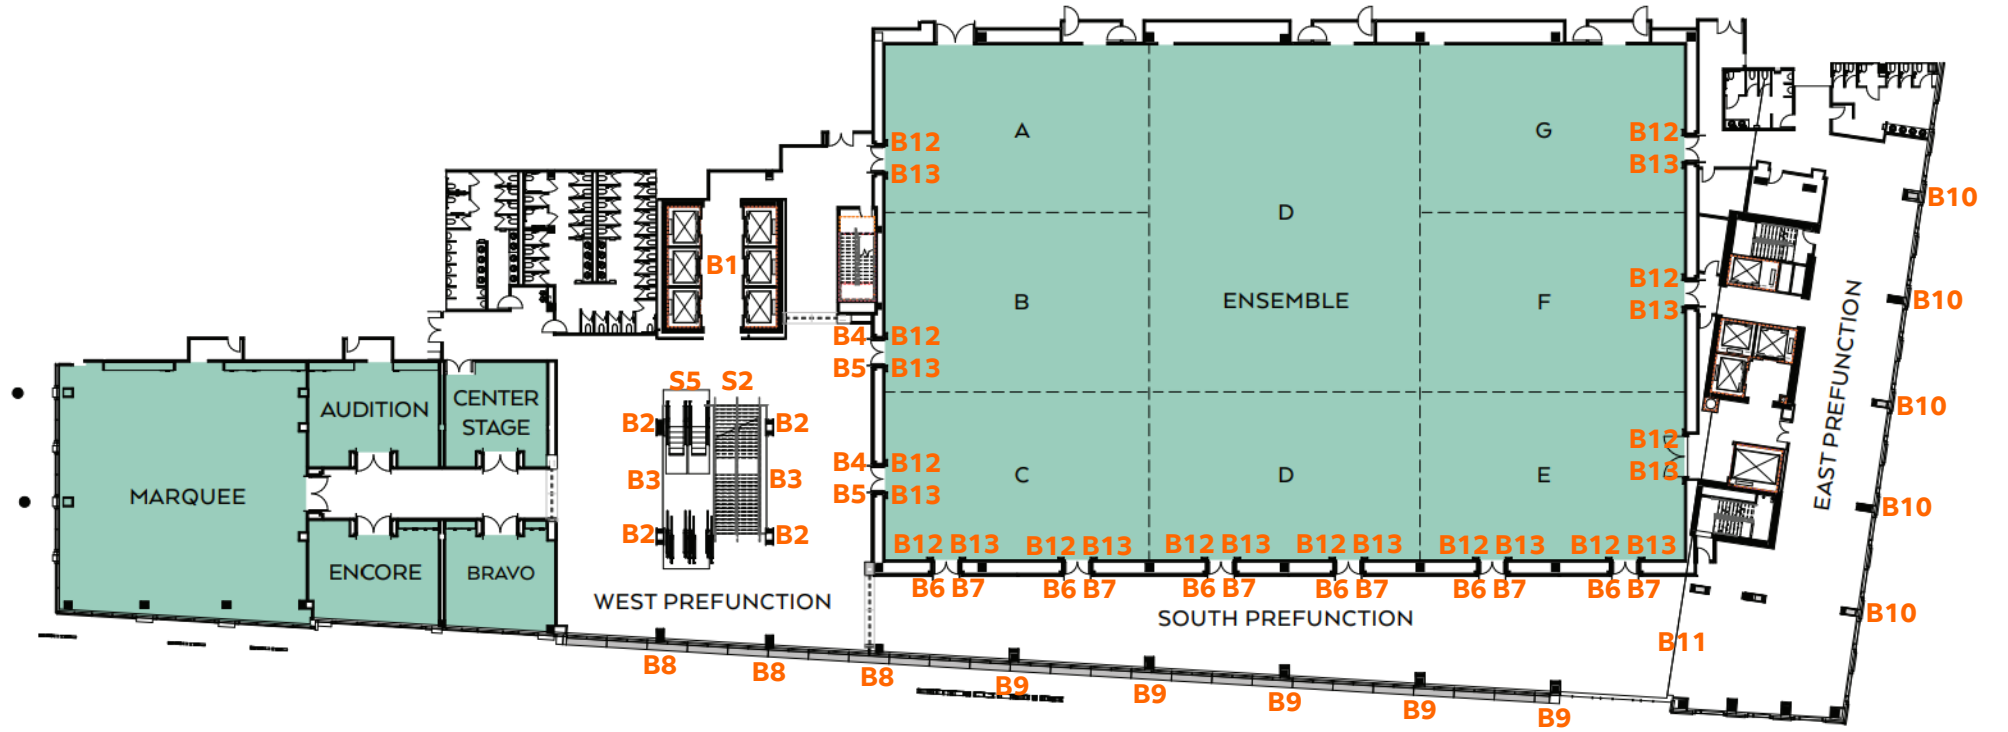 A
G
B12
B12
B13
B13
B10
D
B1
B12
B10
B
ENSEMBLE
F
B13
B4
B12
B5
B13
EAST PREFUNCTION
S5
S2
CENTER
STAGE
AUDITION
B2
B2
B10
B12
B4
B12
B13
C
D
E
B3
B3
MARQUEE
B5
B13
B10
B2
B2
B12
B13
B12
B13
B12
B13
B12
B13
B12
B13
B12
B13
ENCORE
BRAVO
B6
B7
B6
B7
B6
B7
B6
B7
B6
B7
B6
B7
WEST PREFUNCTION
SOUTH PREFUNCTION
B10
B11
B8
B8
B8
B9
B9
B9
B9
B9